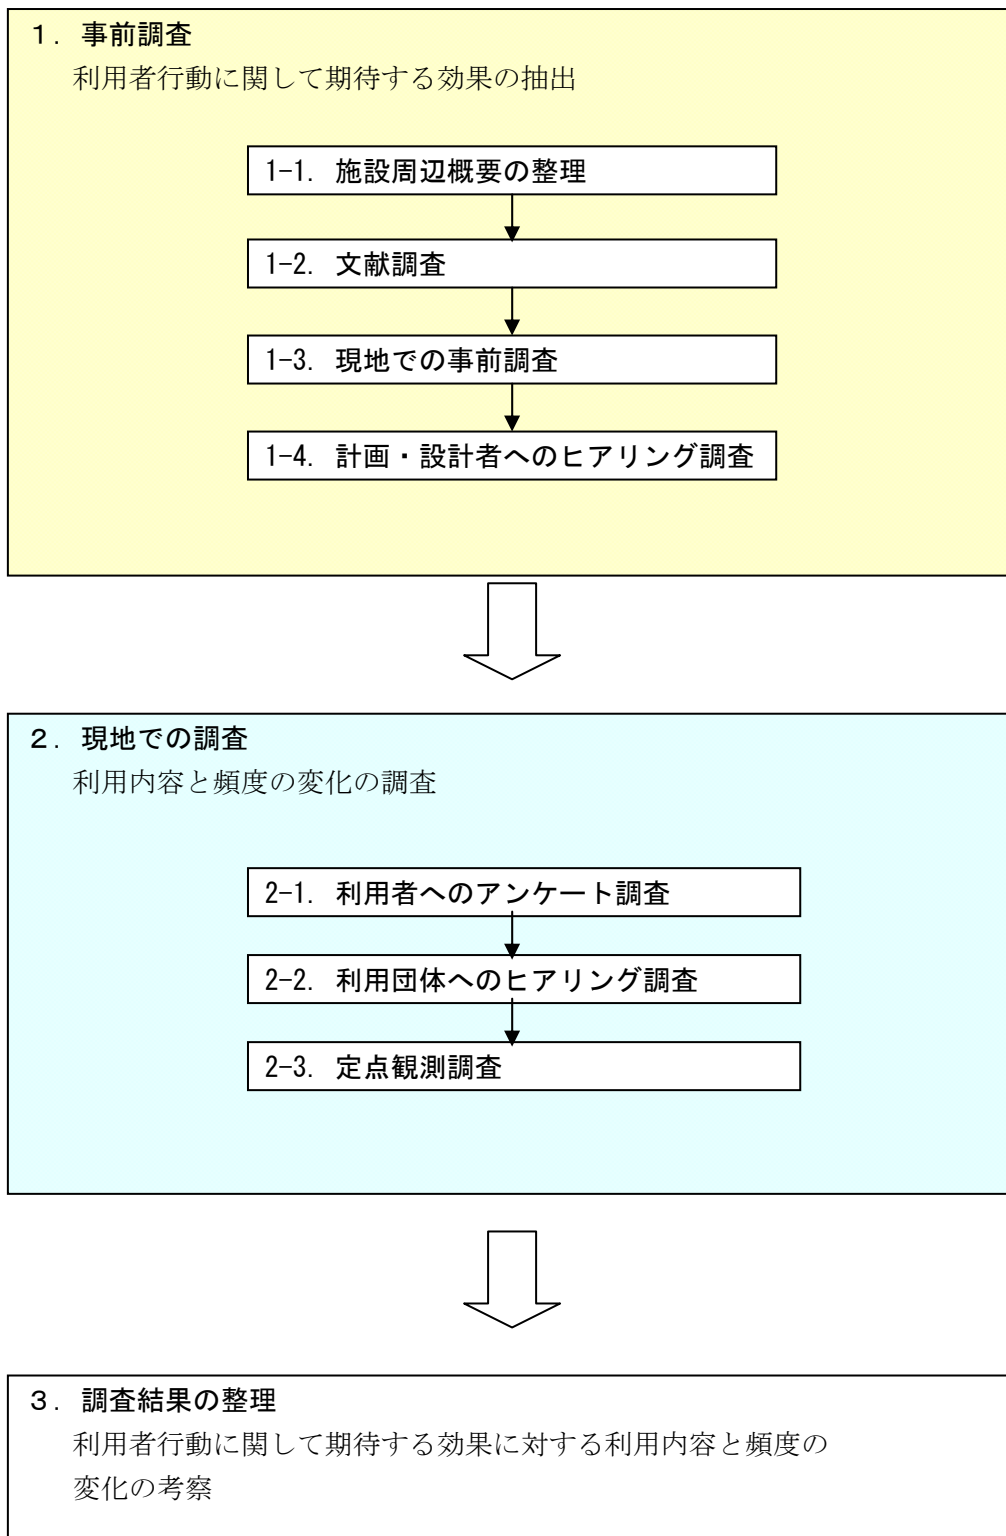 １．事前調査
利用者行動に関して期待する効果の抽出
1-1. 施設周辺概要の整理
1-2. 文献調査
1-3. 現地での事前調査
1-4. 計画・設計者へのヒアリング調査
２．現地での調査
利用内容と頻度の変化の調査
2-1. 利用者へのアンケート調査
2-2. 利用団体へのヒアリング調査
2-3. 定点観測調査
３．調査結果の整理
利用者行動に関して期待する効果に対する利用内容と頻度の
変化の考察